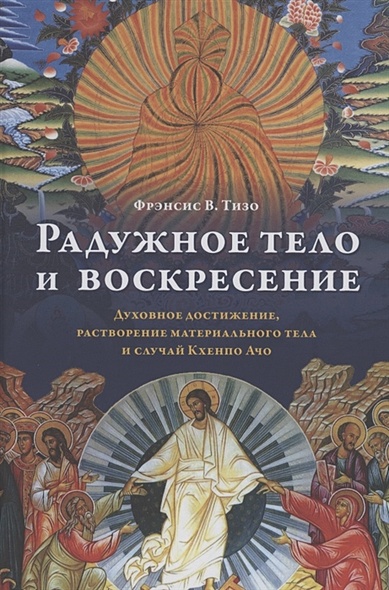 Фрэнсис В. Тизо
Радужное тело
и воскресение
Духовное достижение,
растворение материального тела
и случай Кхенпо Ачо